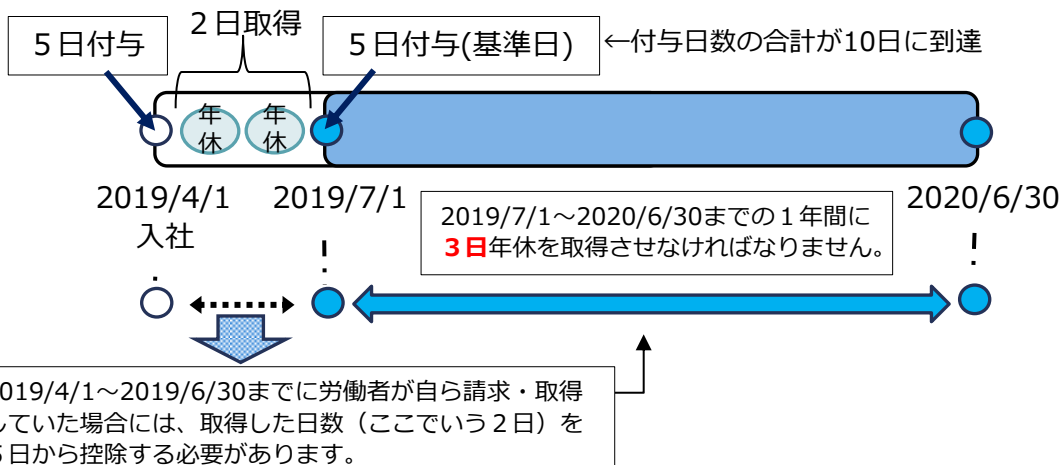 ２日取得
５日付与
５日付与(基準日)
←付与日数の合計が10日に到達
年休
年休
2019/4/1
入社
2019/7/1
2020/6/30
2019/7/1～2020/6/30までの１年間に
３日年休を取得させなければなりません。
019/4/1～2019/6/30までに労働者が自ら請求・取得
していた場合には、取得した日数（ここでいう２日）を
５日から控除する必要があります。